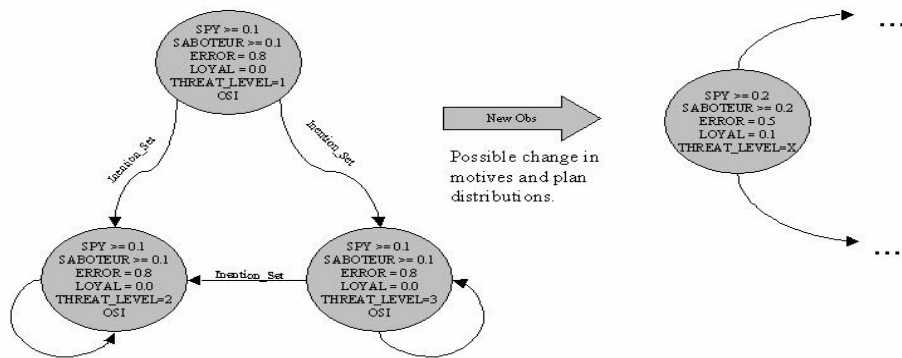 SPY >= 0.1
SABOTEUR >= 0.1
ERROR = 0.8
LOYAL = 0.0
THREAT_LEVEL=1
OSI
Intention_Set
Intention_Set
SPY >= 0.1
SABOTEUR >= 0.1
ERROR = 0.8
LOYAL = 0.0
THREAT_LEVEL=2
OSI
Intention_Set
SPY >= 0.1
SABOTEUR >= 0.1
ERROR = 0.8
LOYAL = 0.0
THREAT_LEVEL=3
OSI
New Obs
Possible change in
motives and plan
distributions.
...
SPY >= 0.2
SABOTEUR >= 0.2
ERROR = 0.5
LOYAL = 0.1
THREAT_LEVEL=X
...